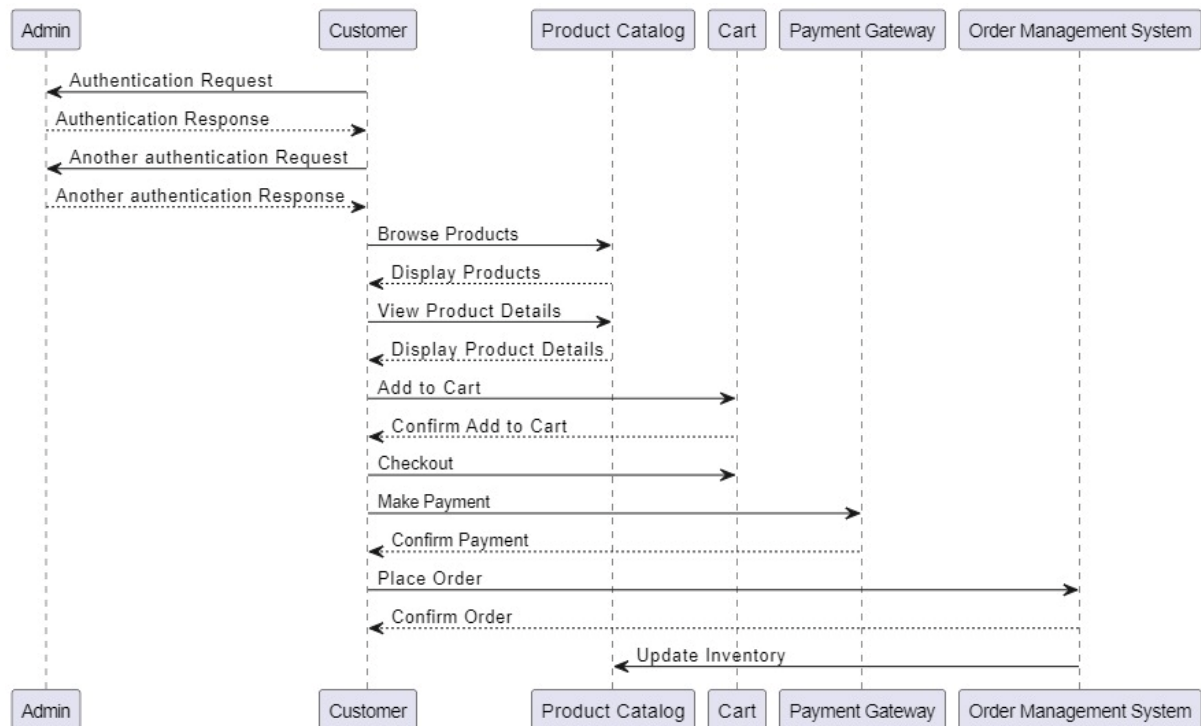 Admin Customer Product Catalog Cart Payment Gateway Order Management System
Authentication Request
Authentication Response
Another authentication Request
Another authentication Response
Browse Products
Display Products
View Product Details
Display Product Details
Add to Cart
Confirm Add to Cart
Checkout
Make Payment
Confirm Payment
Place Order
Confirm Order
Update Inventory
Admin Customer Product Catalog Cart Payment Gateway Order Management System